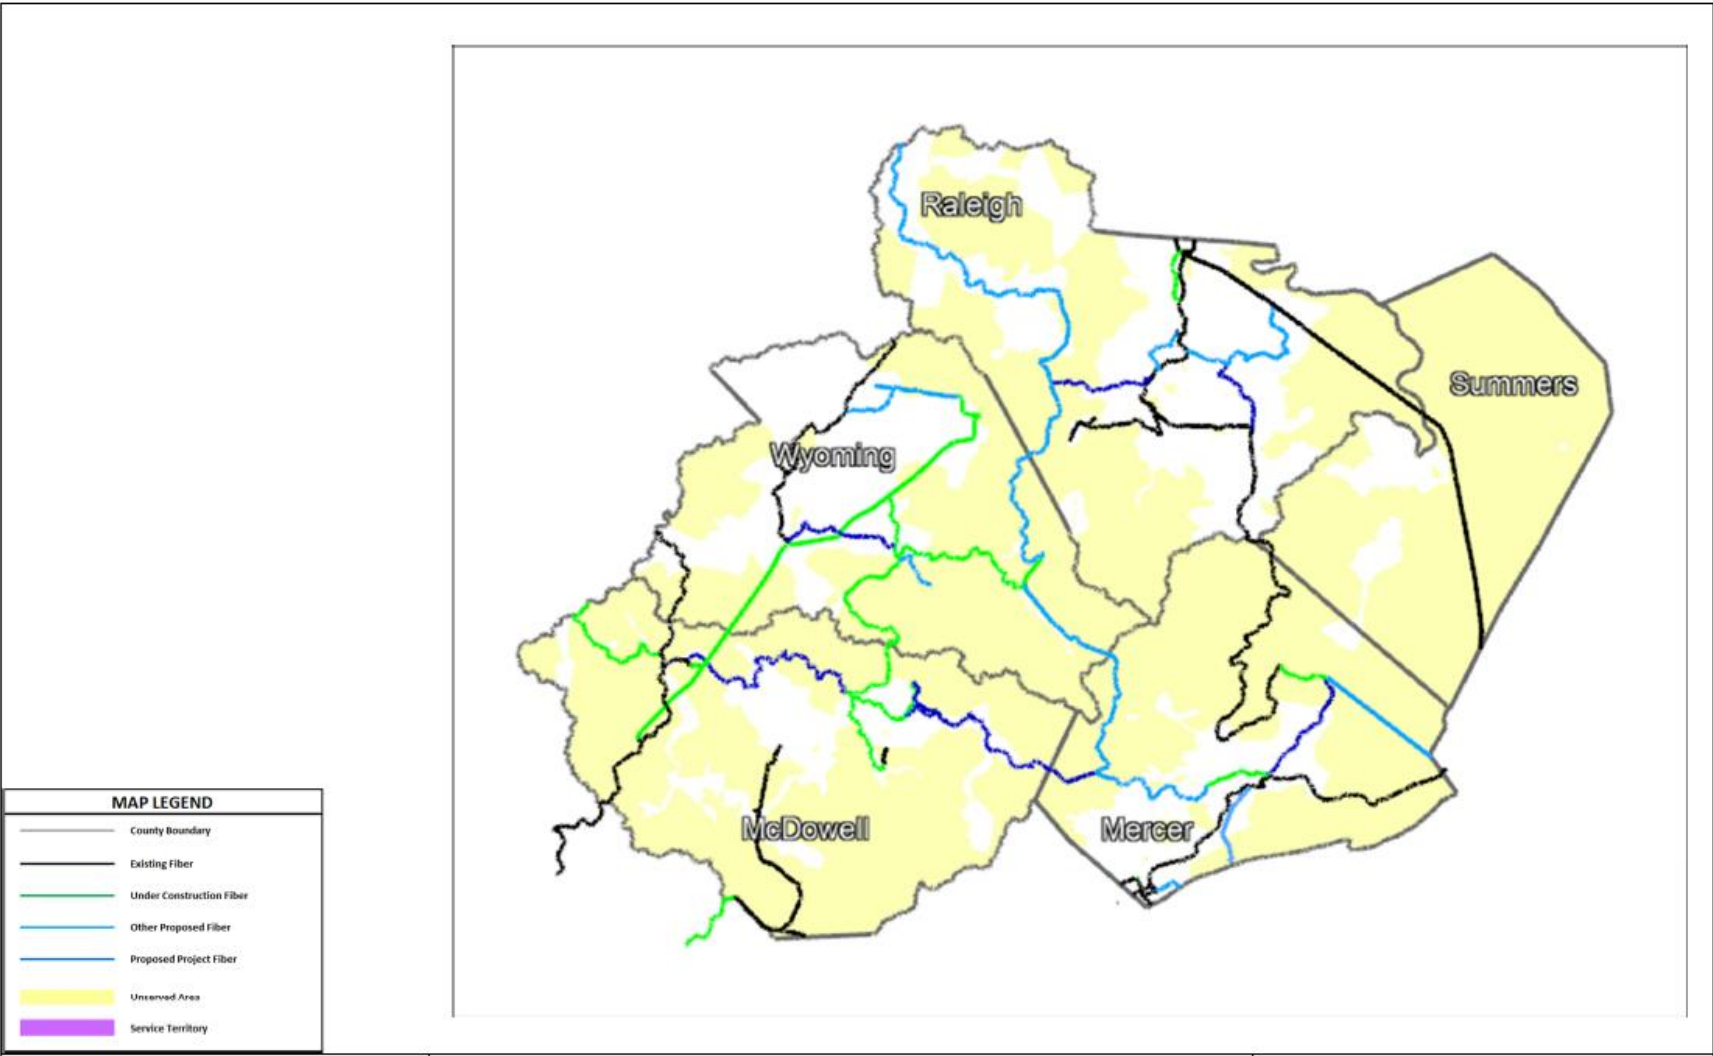 Raleigh
Summers
Wyoming
McDowell
Mercer
MAP LEGEND
County Boundary
Existing Fiber
Under Construction Fiber
Other Proposed Fiber
Proposed Project Fiber
Unserved Area
Service Territory